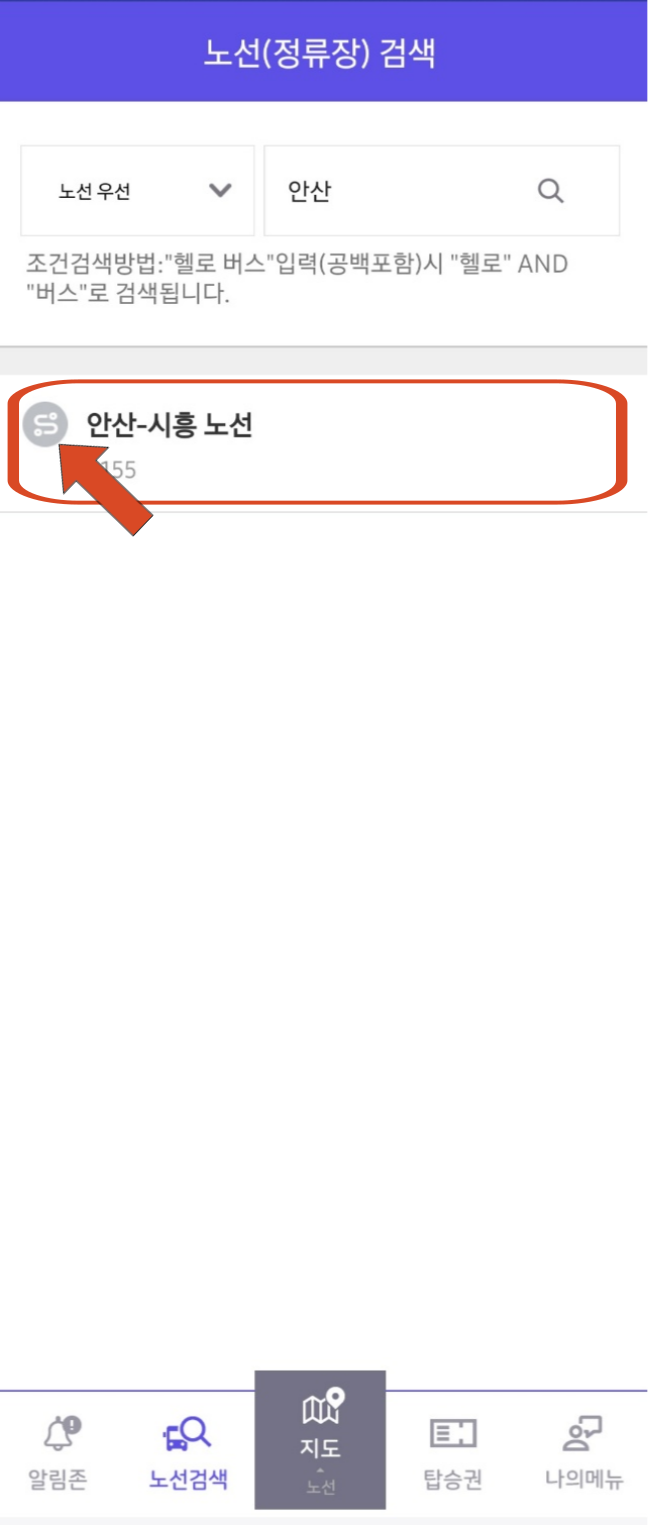 노선(정류장) 검색
노선 우선
안산
조건검색방법:"헬로 버스"입력(공백포함)시 "헬로" AND
"버스"로 검색됩니다.
안산-시흥 노선
155
알림존
노선검색
지도
노선
탑승권
나의메뉴